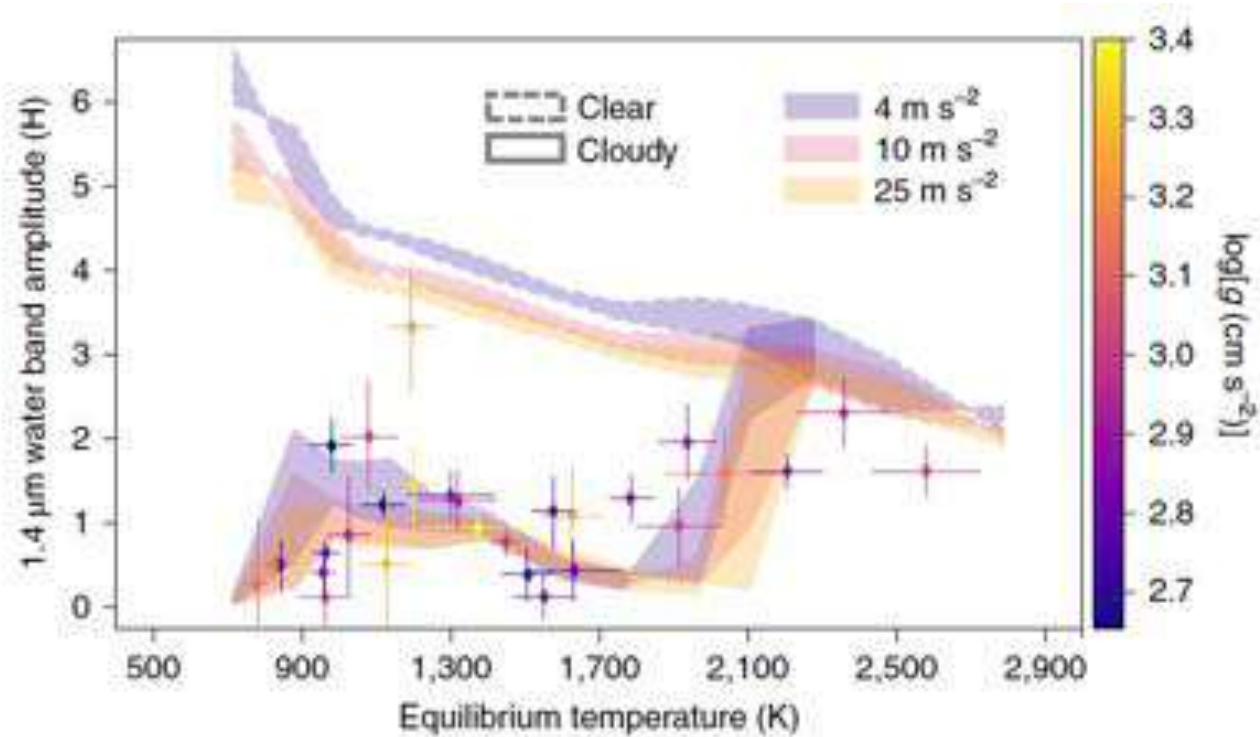 1.4 µm water band amplitude (H)
6
5
4
3
2
1
0
Clear
Cloudy
4 m s⁻²
10 m s⁻²
25 m s⁻²
500
900
1,300
1,700
2,100
2,500
2,900
Equilibrium temperature (K)
3.4
3.3
3.2
3.1
3.0
2.9
2.8
2.7
log[g (cm s⁻²)]